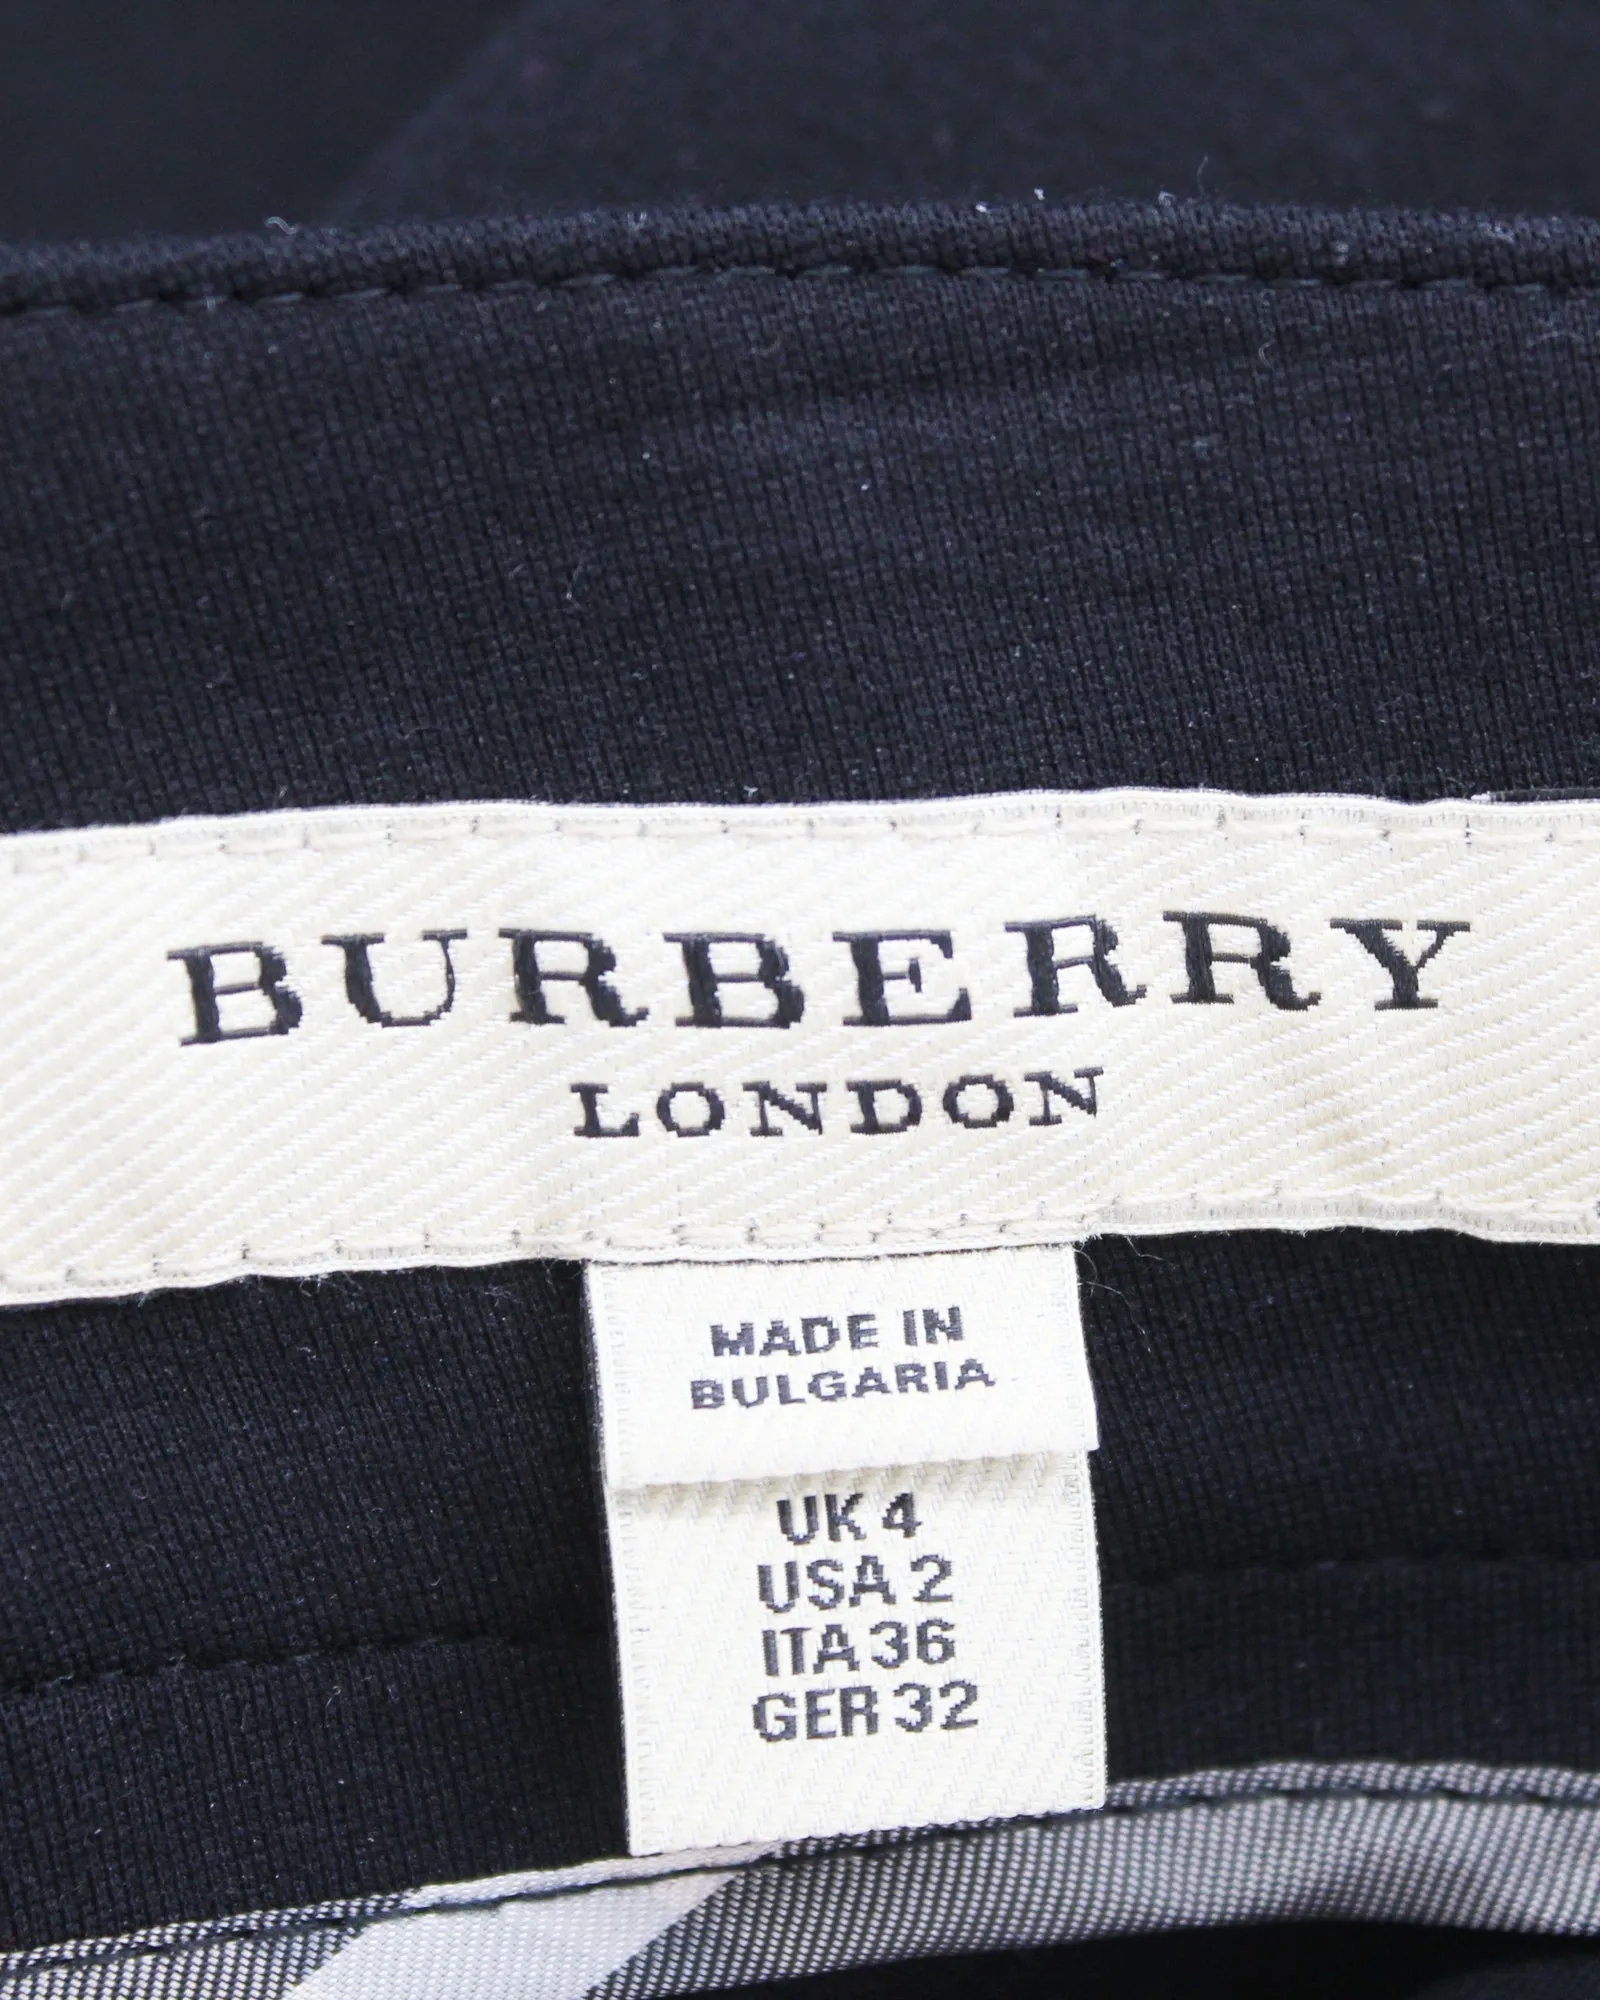 BURBERRY
LONDON
MADE IN
BULGARIA
UK 4
USA 2
ITA 36
GER 32